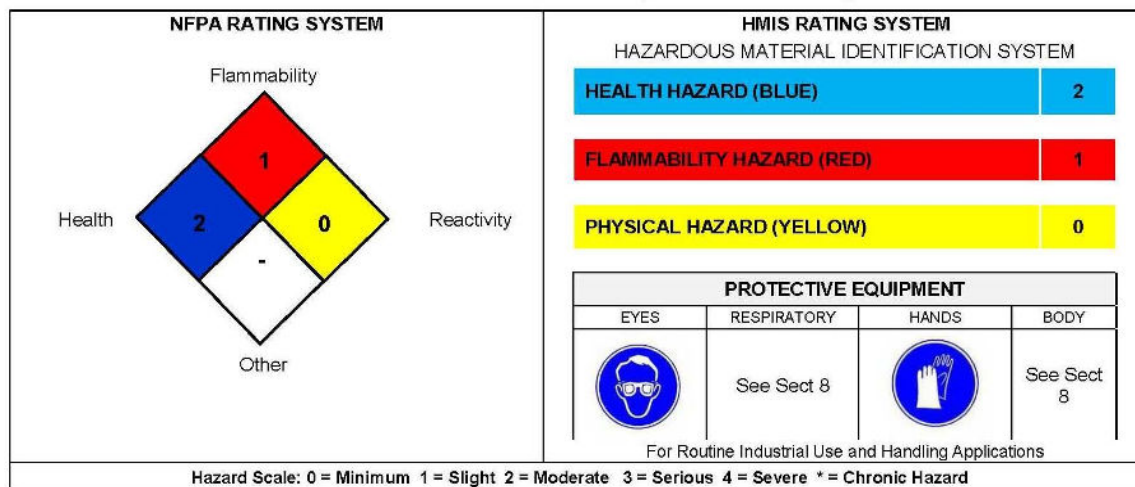 NFPA RATING SYSTEM
Flammability
1
Health
2
0
Reactivity
-
Other
HMIS RATING SYSTEM
HAZARDOUS MATERIAL IDENTIFICATION SYSTEM
HEALTH HAZARD (BLUE) 2
FLAMMABILITY HAZARD (RED) 1
PHYSICAL HAZARD (YELLOW) 0
PROTECTIVE EQUIPMENT
EYES RESPIRATORY HANDS BODY
See Sect 8
See Sect
8
For Routine Industrial Use and Handling Applications
Hazard Scale: 0 = Minimum 1 = Slight 2 = Moderate 3 = Serious 4 = Severe * = Chronic Hazard